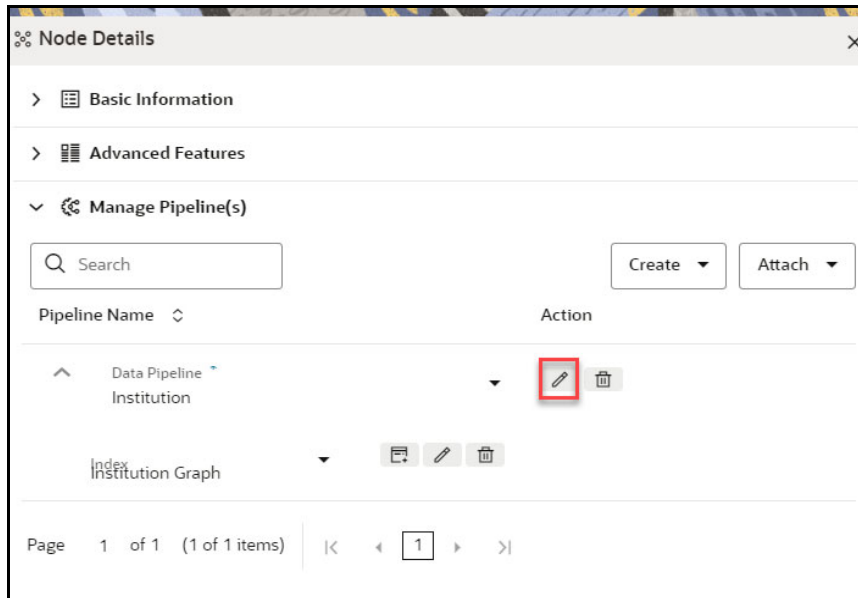 Node Details
Basic Information
Advanced Features
Manage Pipeline(s)
Search
Create
Attach
Pipeline Name
Action
Data Pipeline
Institution
Index
Institution Graph
Page 1 of 1 (1 of 1 items) 1